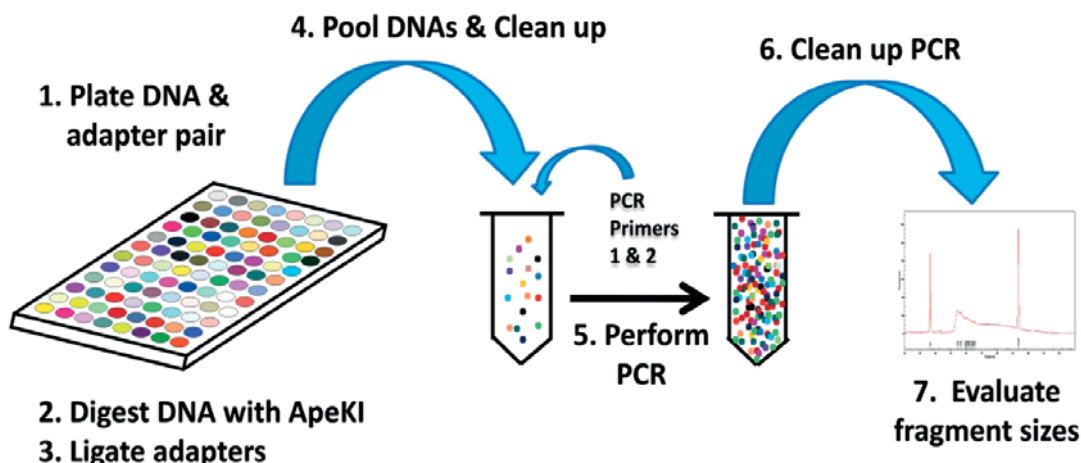 4. Pool DNAs & Clean up
6. Clean up PCR
1. Plate DNA &
adapter pair
PCR
Primers
1 & 2
5. Perform
PCR
2. Digest DNA with ApeKI
3. Ligate adapters
7. Evaluate
fragment sizes